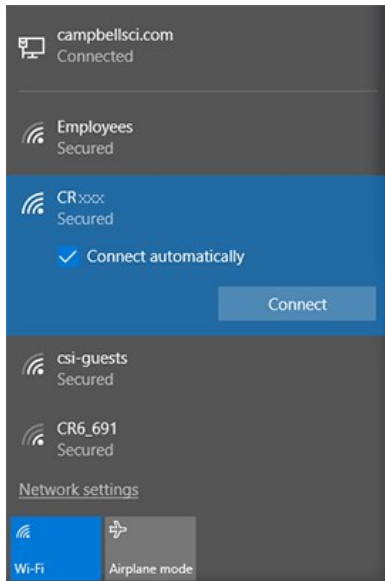 campbellsci.com
Connected
Employees
Secured
CRxxx
Secured
Connect automatically
Connect
csi-guests
Secured
CR6_691
Secured
Network settings
Wi-Fi
Airplane mode